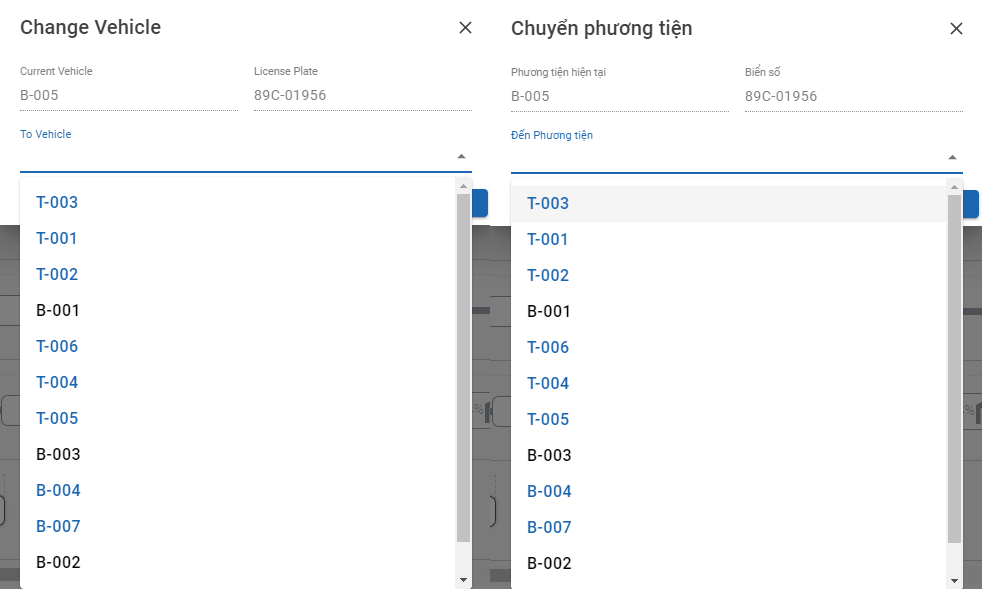 Change Vehicle
Current Vehicle
License Plate
B-005
89C-01956
To Vehicle
T-003
T-001
T-002
B-001
T-006
T-004
T-005
B-003
B-004
B-007
B-002
Chuyển phương tiện
Phương tiện hiện tại
Biển số
B-005
89C-01956
Đến Phương tiện
T-003
T-001
T-002
B-001
T-006
T-004
T-005
B-003
B-004
B-007
B-002
%
%